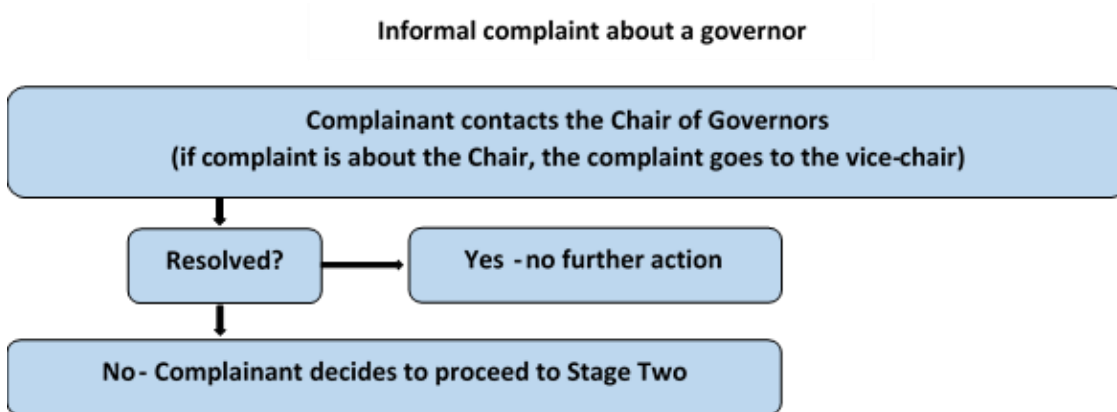 Informal complaint about a governor
Complainant contacts the Chair of Governors
(if complaint is about the Chair, the complaint goes to the vice-chair)
Resolved?
Yes - no further action
No - Complainant decides to proceed to Stage Two